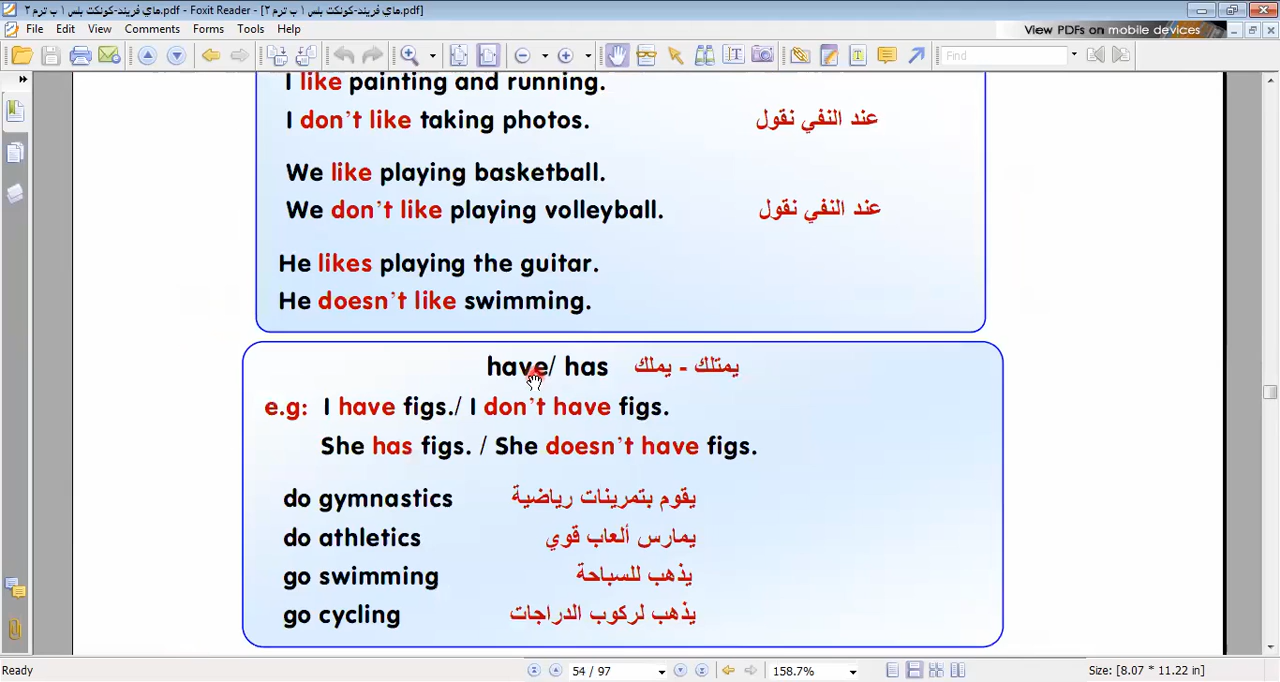 هاي فريند-كونكت بلس ١ ب ترم ٢.pdf - Foxit Reader - [هاي فريند-كونكت بلس ١ ب ترم ٢.pdf]
File Edit View Comments Forms Tools Help
View PDFs on mobile devices
Find
I like painting and running.
I don't like taking photos. عند النفي نقول
We like playing basketball.
We don't like playing volleyball. عند النفي نقول
He likes playing the guitar.
He doesn't like swimming.
have/ has يمتلك - يملك
e.g: I have figs./ I don't have figs.
She has figs. / She doesn't have figs.
do gymnastics يقوم بتمرينات رياضية
do athletics يمارس ألعاب قوي
go swimming يذهب للسباحة
go cycling يذهب لركوب الدراجات
Ready 54 / 97 158.7% Size: [8.07 * 11.22 in]